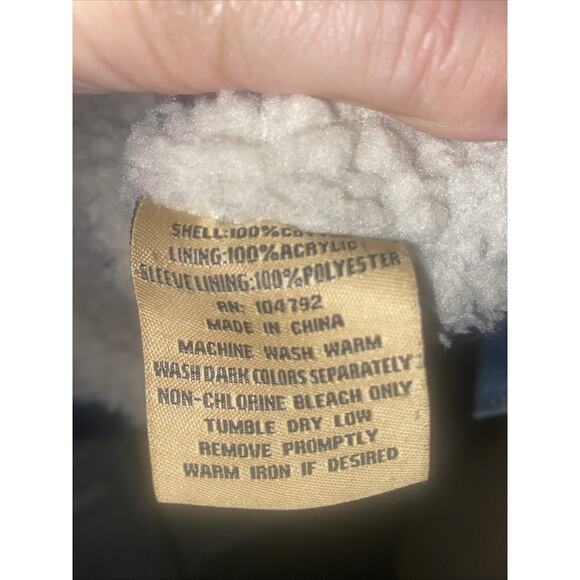 SHELL:100%
LINING:100%ACRYLIC
SLEEVE LINING:100%POLYESTER
RN: 104792
MADE IN CHINA
MACHINE WASH WARM
WASH DARK COLORS SEPARATELY
NON-CHLORINE BLEACH ONLY
TUMBLE DRY LOW
REMOVE PROMPTLY
WARM IRON IF DESIRED